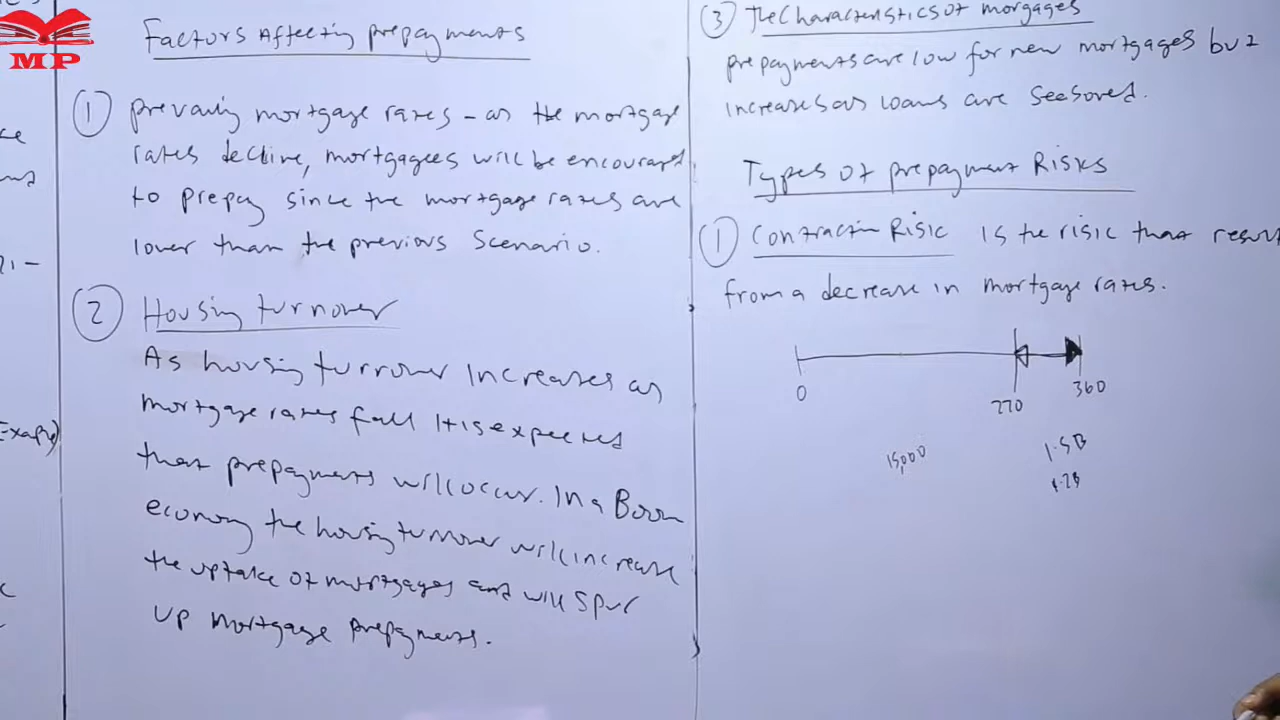 MP
Factors Affecting prepayments
① prevailing mortgage rates - as the mortgage
rates decline, mortgagees will be encouraged
to prepay since the mortgage rates are
lower than the previous Scenario.
② Housing turnover
As housing turnover increases as
mortgage rates fall it is expected
that prepayments will occur. In a Boom
economy the housing turnover will increase
the uptake of mortgages and will spur
up mortgage prepayments.
③ The Characteristics of morgages
prepayments are low for new mortgages but
increases as loans are seasoned.
Types of prepayment Risks
① Contraction Risk is the risk that result
from a decrease in mortgage rates.
0 270 360
15,000 1.5B
1.2B